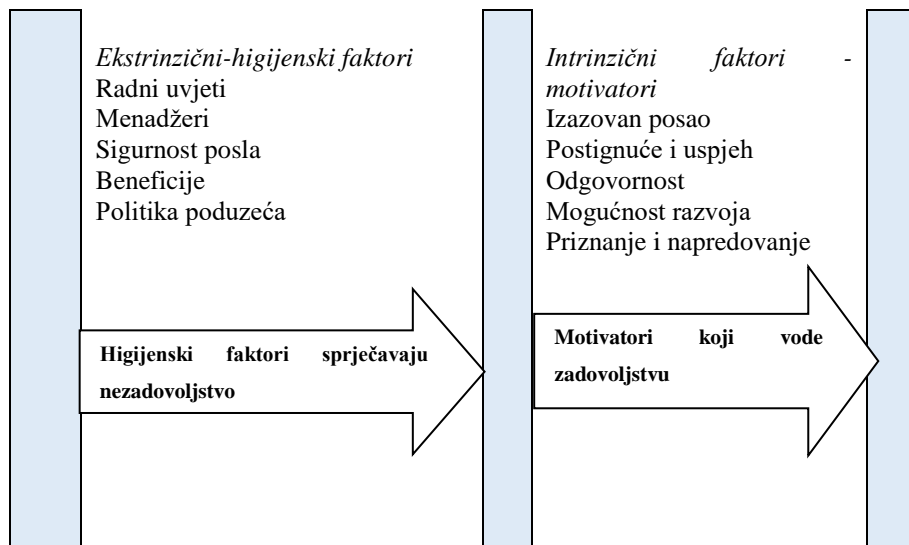 Ekstrinzični-higijenski faktori
Radni uvjeti
Menadžeri
Sigurnost posla
Beneficije
Politika poduzeća
Higijenski faktori sprječavaju
nezadovoljstvo
Intrinzični faktori -
motivatori
Izazovan posao
Postignuće i uspjeh
Odgovornost
Mogućnost razvoja
Priznanje i napredovanje
Motivatori koji vode
zadovoljstvu